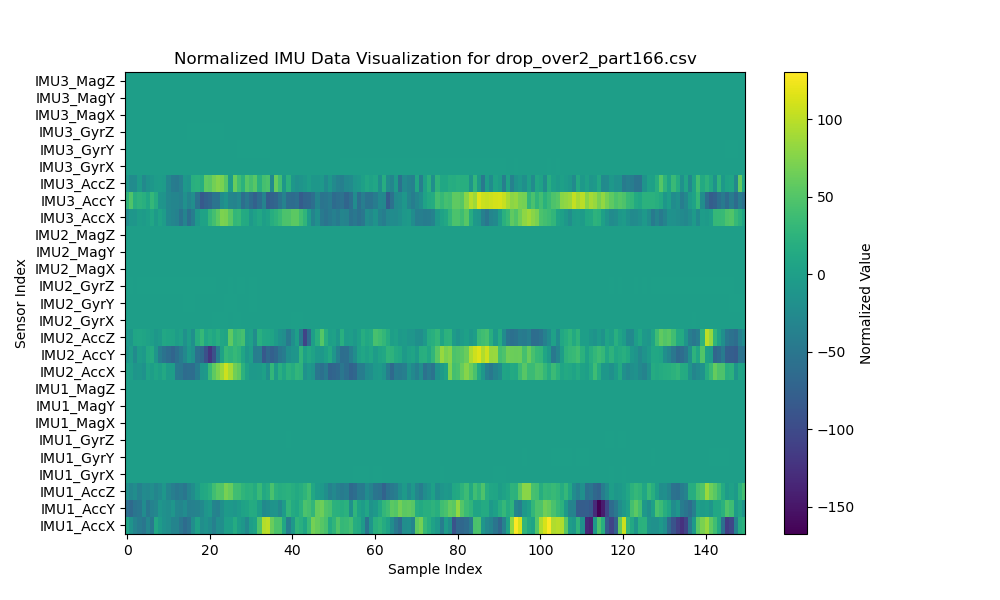 Normalized IMU Data Visualization for drop_over2_part166.csv
IMU3_MagZ
IMU3_MagY
IMU3_MagX
IMU3_GyrZ
IMU3_GyrY
IMU3_GyrX
IMU3_AccZ
IMU3_AccY
IMU3_AccX
IMU2_MagZ
IMU2_MagY
IMU2_MagX
IMU2_GyrZ
IMU2_GyrY
IMU2_GyrX
IMU2_AccZ
IMU2_AccY
IMU2_AccX
IMU1_MagZ
IMU1_MagY
IMU1_MagX
IMU1_GyrZ
IMU1_GyrY
IMU1_GyrX
IMU1_AccZ
IMU1_AccY
IMU1_AccX
Sensor Index
0 20 40 60 80 100 120 140
Sample Index
100
50
0
−50
−100
−150
Normalized Value